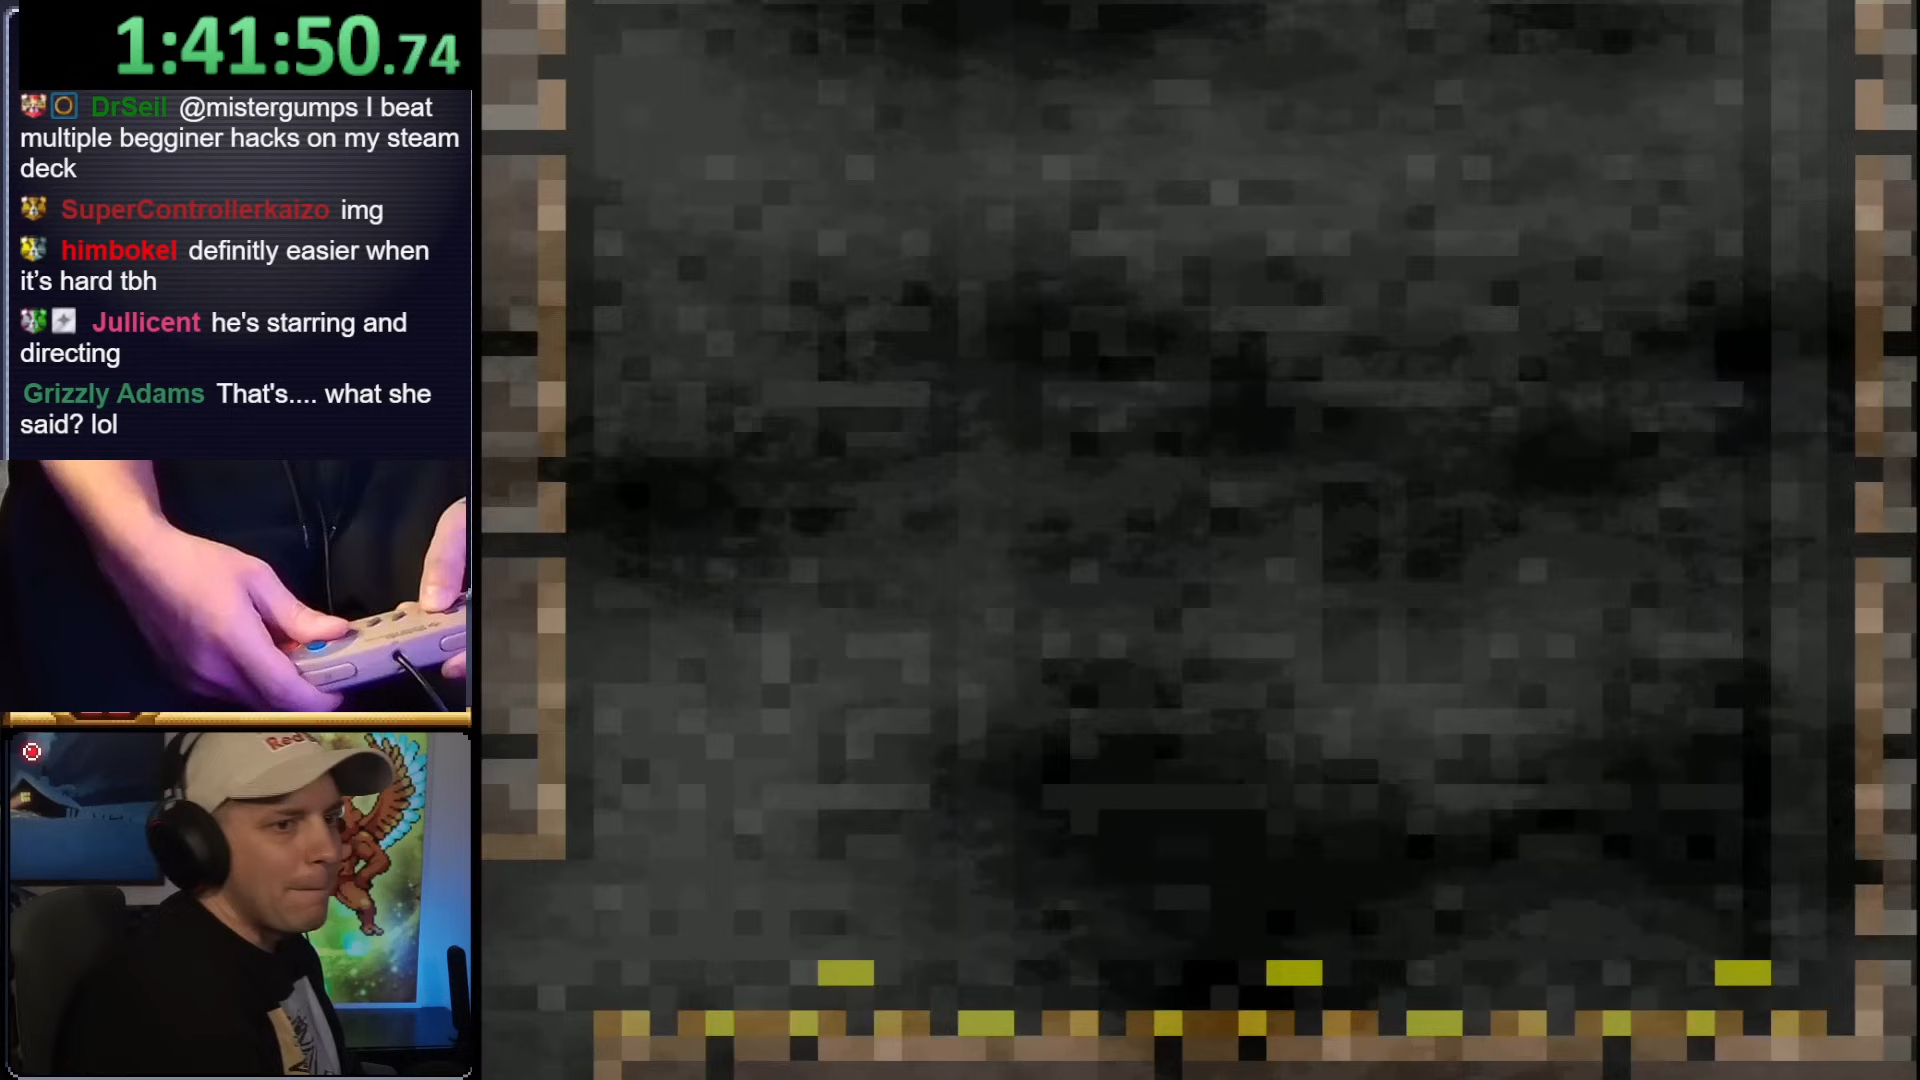 1:41:50.74
DrSeil @mistergumps I beat
multiple begginer hacks on my steam
deck
SuperControllerkaizo img
himbokel definitly easier when
it’s hard tbh
Jullicent he's starring and
directing
Grizzly Adams That's.... what she
said? lol
Red